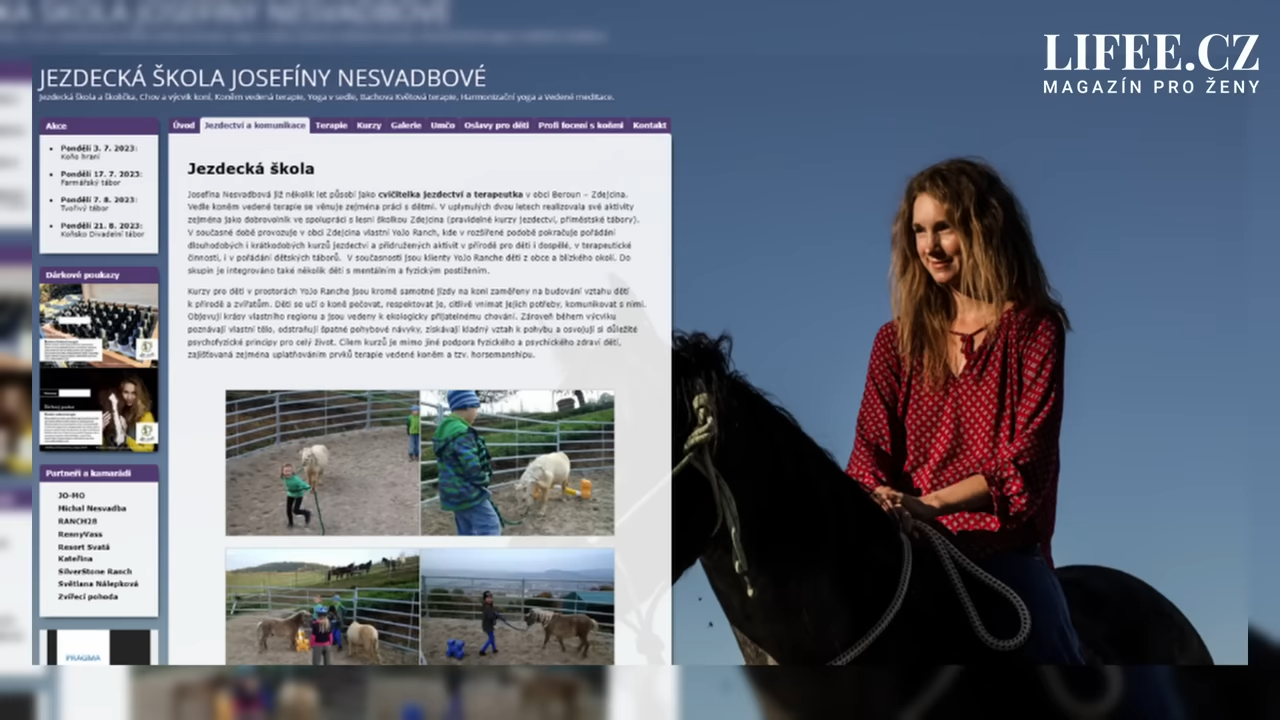 LIFEE.CZ
MAGAZÍN PRO ŽENY
JEZDECKÁ ŠKOLA JOSEFÍNY NESVADBOVÉ
Jezdecká škola a školička, Chov a výcvik koní, Koněm vedená terapie, Yoga v sedle, Bachova Květová terapie, Harmonizační yoga a Vedené meditace.
Akce
Pondělí 3. 7. 2023:
Koňo hraní
Pondělí 17. 7. 2023:
Farmářský tábor
Pondělí 7. 8. 2023:
Tvořivý tábor
Pondělí 21. 8. 2023:
Koňsko Divadelní tábor
Dárkové poukazy
Partneři a kamarádi
JO-MO
Michal Nesvadba
RANCH28
RennyVass
Resort Svatá
Kateřina
SilverStone Ranch
Světlana Nálepková
Zvířecí pohoda
PRAGMA
Úvod Jezdectví a komunikace Terapie Kurzy Galerie Umčo Oslavy pro děti Profi focení s koňmi Kontakt
Jezdecká škola
Josefína Nesvadbová již několik let působí jako cvičitelka jezdectví a terapeutka v obci Beroun – Zdejcina.
Vedle koněm vedené terapie se věnuje zejména práci s dětmi. V uplynulých dvou letech realizovala své aktivity
zejména jako dobrovolník ve spolupráci s lesní školkou Zdejcina (pravidelné kurzy jezdectví, příměstské tábory).
V současné době provozuje v obci Zdejcina vlastní YoJo Ranch, kde v rozšířené podobě pokračuje pořádání
dlouhodobých i krátkodobých kurzů jezdectví a přidružených aktivit v přírodě pro děti i dospělé, v terapeutické
činnosti, i v pořádání dětských táborů. V současnosti jsou klienty YoJo Ranche děti z obce a blízkého okolí. Do
skupin je integrováno také několik dětí s mentálním a fyzickým postižením.
Kurzy pro děti v prostorách YoJo Ranche jsou kromě samotné jízdy na koni zaměřeny na budování vztahu dětí
k přírodě a zvířatům. Děti se učí o koně pečovat, respektovat je, citlivě vnímat jejich potřeby, komunikovat s nimi.
Objevují krásy vlastního regionu a jsou vedeny k ekologicky přijatelnému chování. Zároveň během výcviku
poznávají vlastní tělo, odstraňují špatné pohybové návyky, získávají kladný vztah k pohybu a osvojují si důležité
psychofyzické principy pro celý život. Cílem kurzů je mimo jiné podpora fyzického a psychického zdraví dětí,
zajišťovaná zejména uplatňováním prvků terapie vedené koněm a tzv. horsemanshipu.